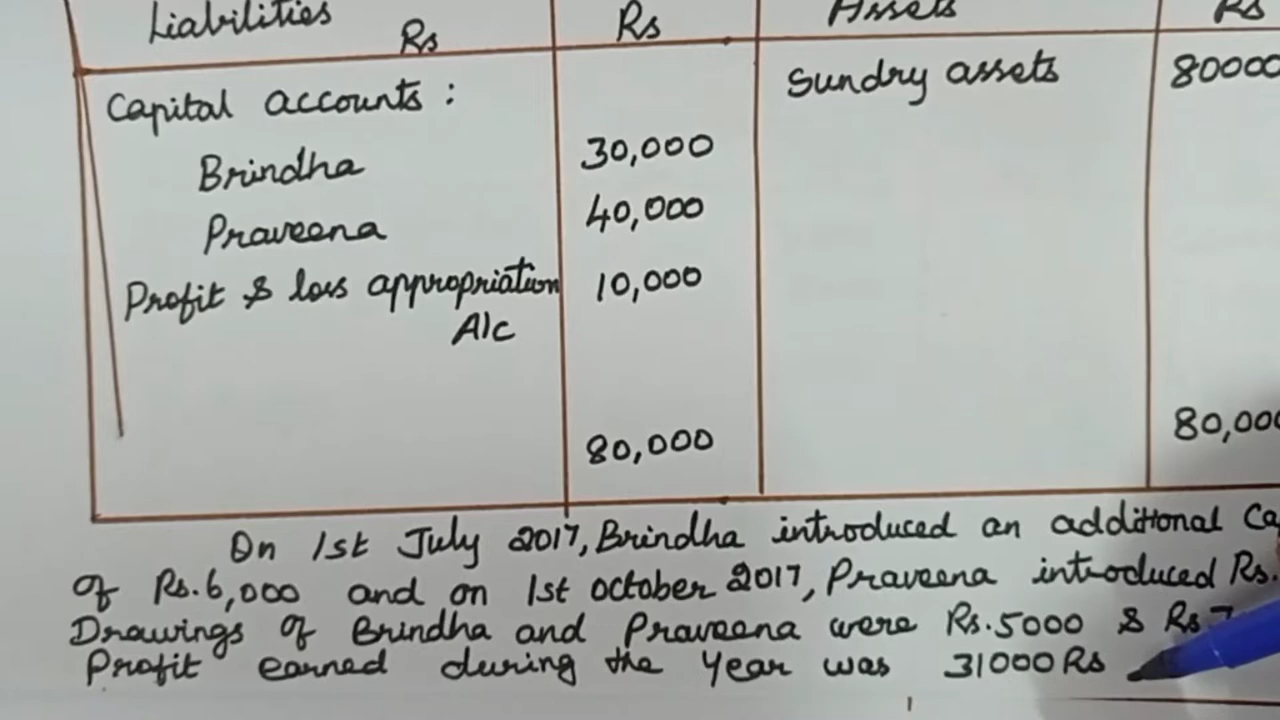 Liabilities Rs Rs Assets Rs
Capital accounts : Sundry assets 80000
Brindha 30,000
Praveena 40,000
Profit & loss appropriation 10,000
A/c
80,000 80,000
On 1st July 2017, Brindha introduced an additional Ca
of Rs.6,000 and on 1st october 2017, Praveena introduced Rs.
Drawings of Brindha and Praveena were Rs.5000 & Rs 7
Profit earned during the Year was 31000 Rs